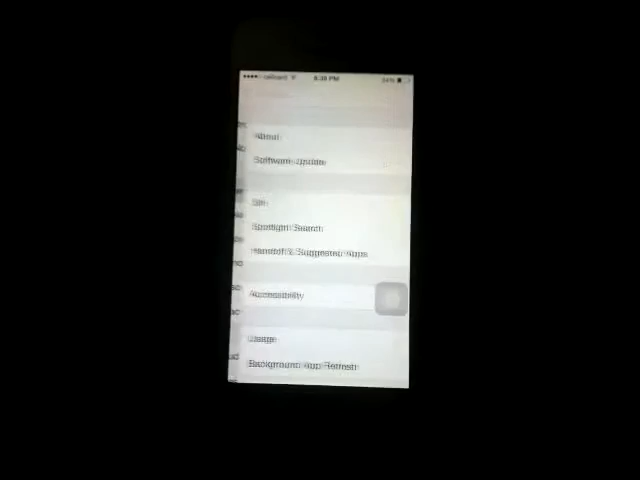 About
Software Update
Siri
Spotlight Search
Handoff & Suggested Apps
Accessibility
Usage
Background App Refresh